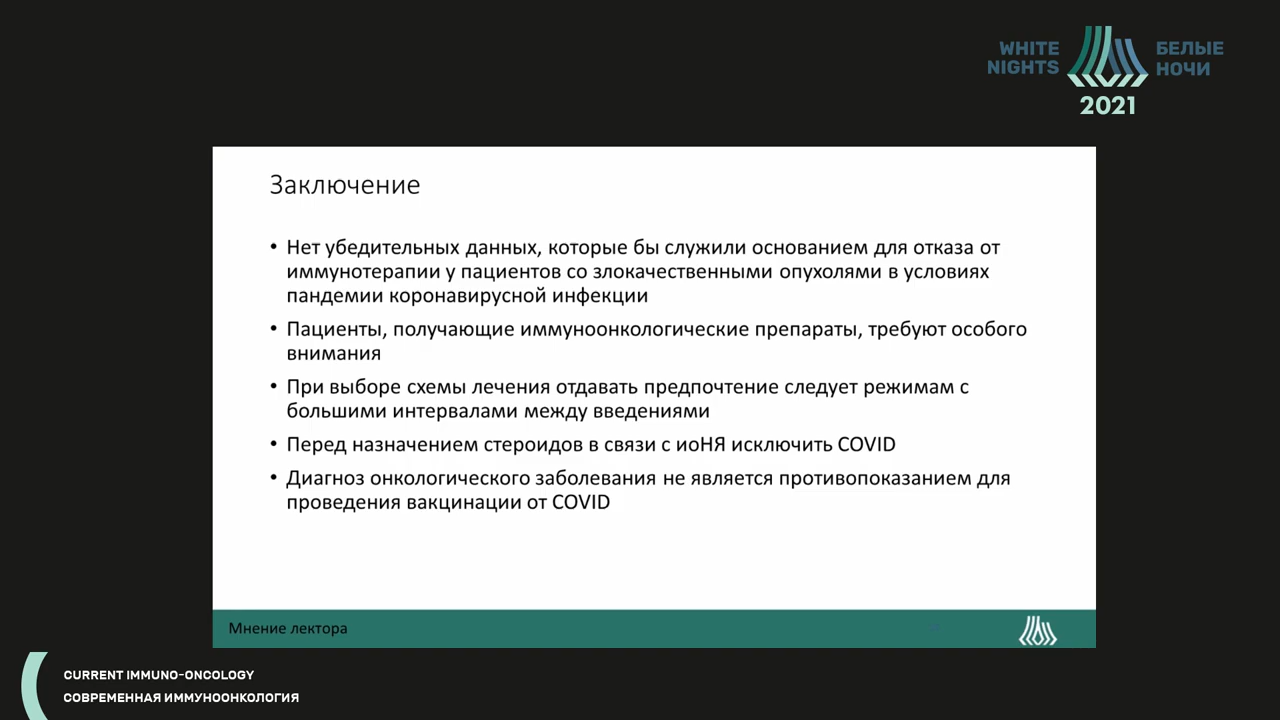 WHITE NIGHTS
БЕЛЫЕ НОЧИ
2021
Заключение
• Нет убедительных данных, которые бы служили основанием для отказа от
иммунотерапии у пациентов со злокачественными опухолями в условиях
пандемии коронавирусной инфекции
• Пациенты, получающие иммуноонкологические препараты, требуют особого
внимания
• При выборе схемы лечения отдавать предпочтение следует режимам с
большими интервалами между введениями
• Перед назначением стероидов в связи с иоНЯ исключить COVID
• Диагноз онкологического заболевания не является противопоказанием для
проведения вакцинации от COVID
Мнение лектора
CURRENT IMMUNO-ONCOLOGY
СОВРЕМЕННАЯ ИММУНООНКОЛОГИЯ